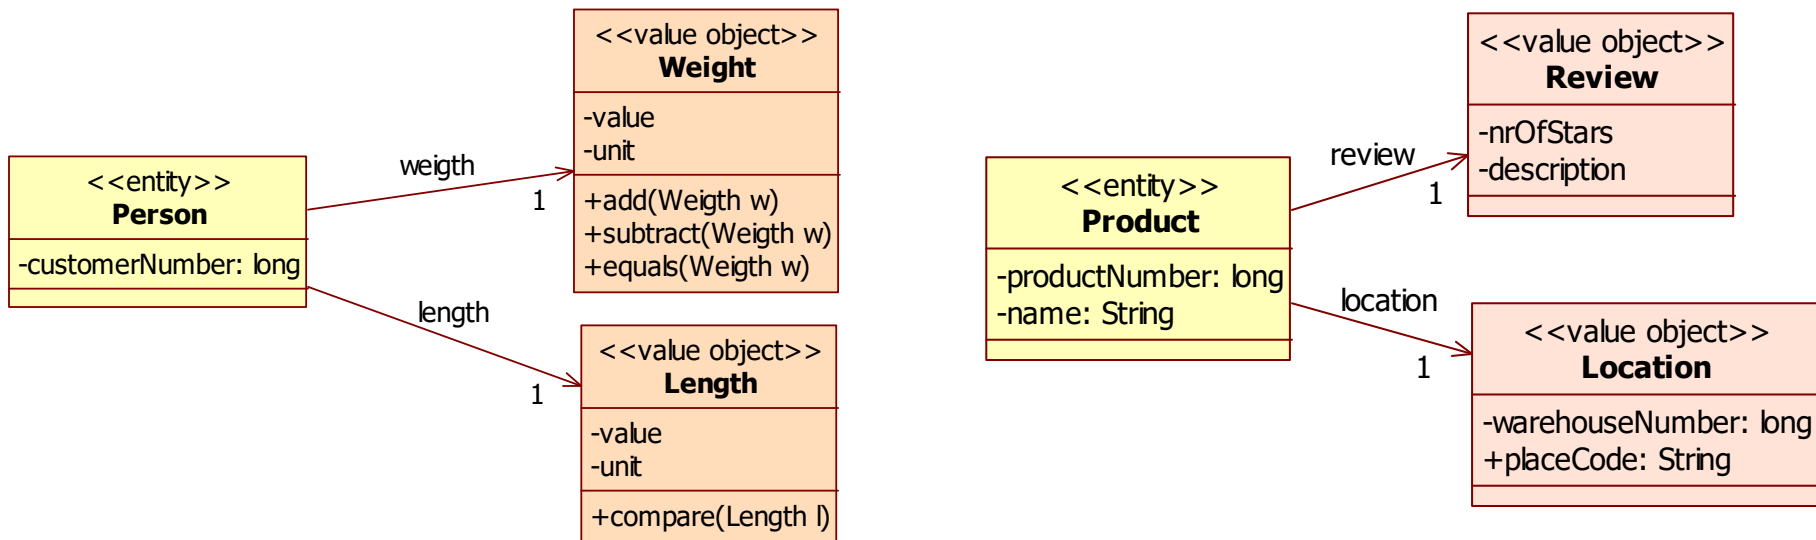 <<entity>>
Person
-customerNumber: long
weigth
1
length
1
<<value object>>
Weight
-value
-unit
+add(Weigth w)
+subtract(Weigth w)
+equals(Weigth w)
<<value object>>
Length
-value
-unit
+compare(Length l)
<<entity>>
Product
-productNumber: long
-name: String
review
1
location
1
<<value object>>
Review
-nrOfStars
-description
<<value object>>
Location
-warehouseNumber: long
+placeCode: String